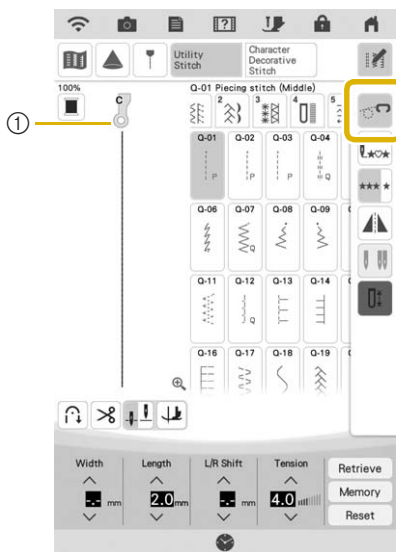 Utility
Stitch
Character
Decorative
Stitch
100%
Q-01 Piecing stitch (Middle)
C
①
1
2
3
4
5
Q-01 Q-02 Q-03 Q-04
P P P Q
Q-06 Q-07 Q-08 Q-09
Q
Q-11 Q-12 Q-13 Q-14
Q
Q-16 Q-17 Q-18 Q-19
Width Length L/R Shift Tension
-.- mm 2.0 mm -.- mm 4.0
Retrieve
Memory
Reset